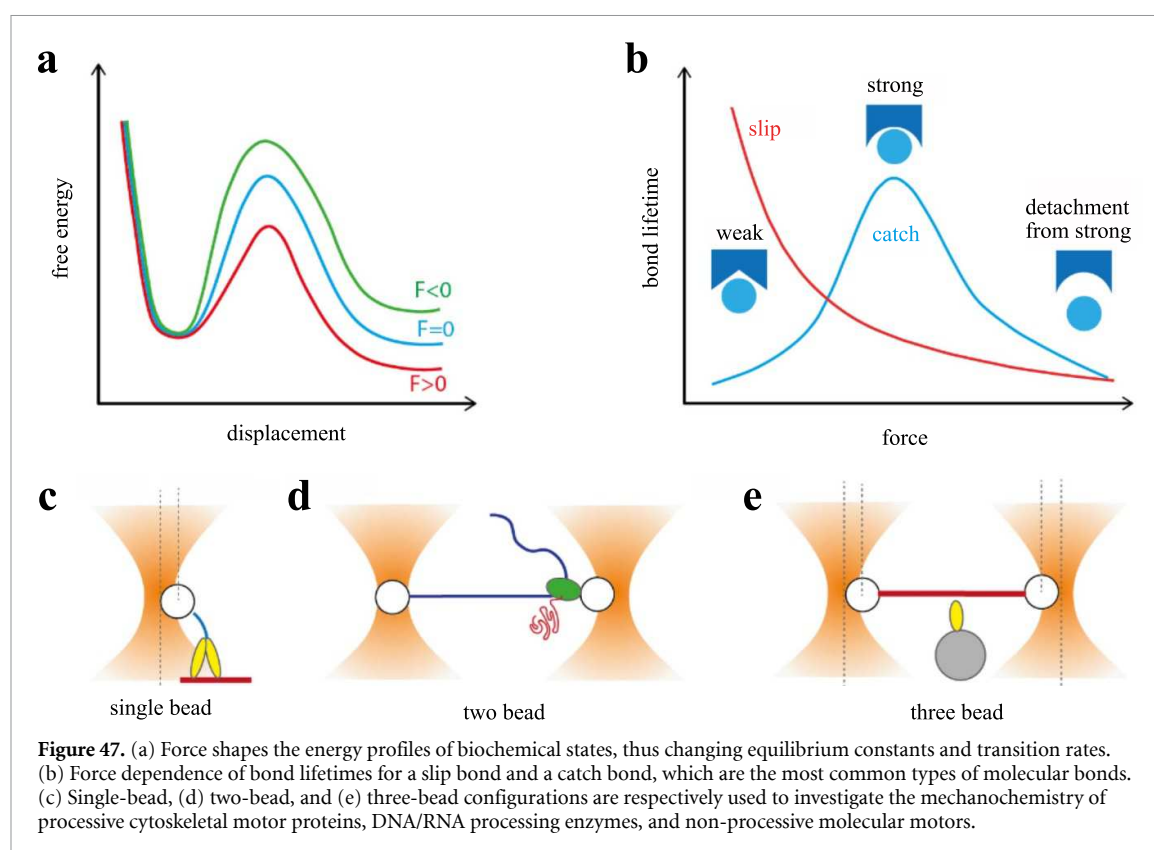 a
free energy
F<0
F=0
F>0
displacement
b
bond lifetime
slip
strong
weak
catch
detachment
from strong
force
c
single bead
d
two bead
e
three bead
Figure 47. (a) Force shapes the energy profiles of biochemical states, thus changing equilibrium constants and transition rates.
(b) Force dependence of bond lifetimes for a slip bond and a catch bond, which are the most common types of molecular bonds.
(c) Single-bead, (d) two-bead, and (e) three-bead configurations are respectively used to investigate the mechanochemistry of
processive cytoskeletal motor proteins, DNA/RNA processing enzymes, and non-processive molecular motors.